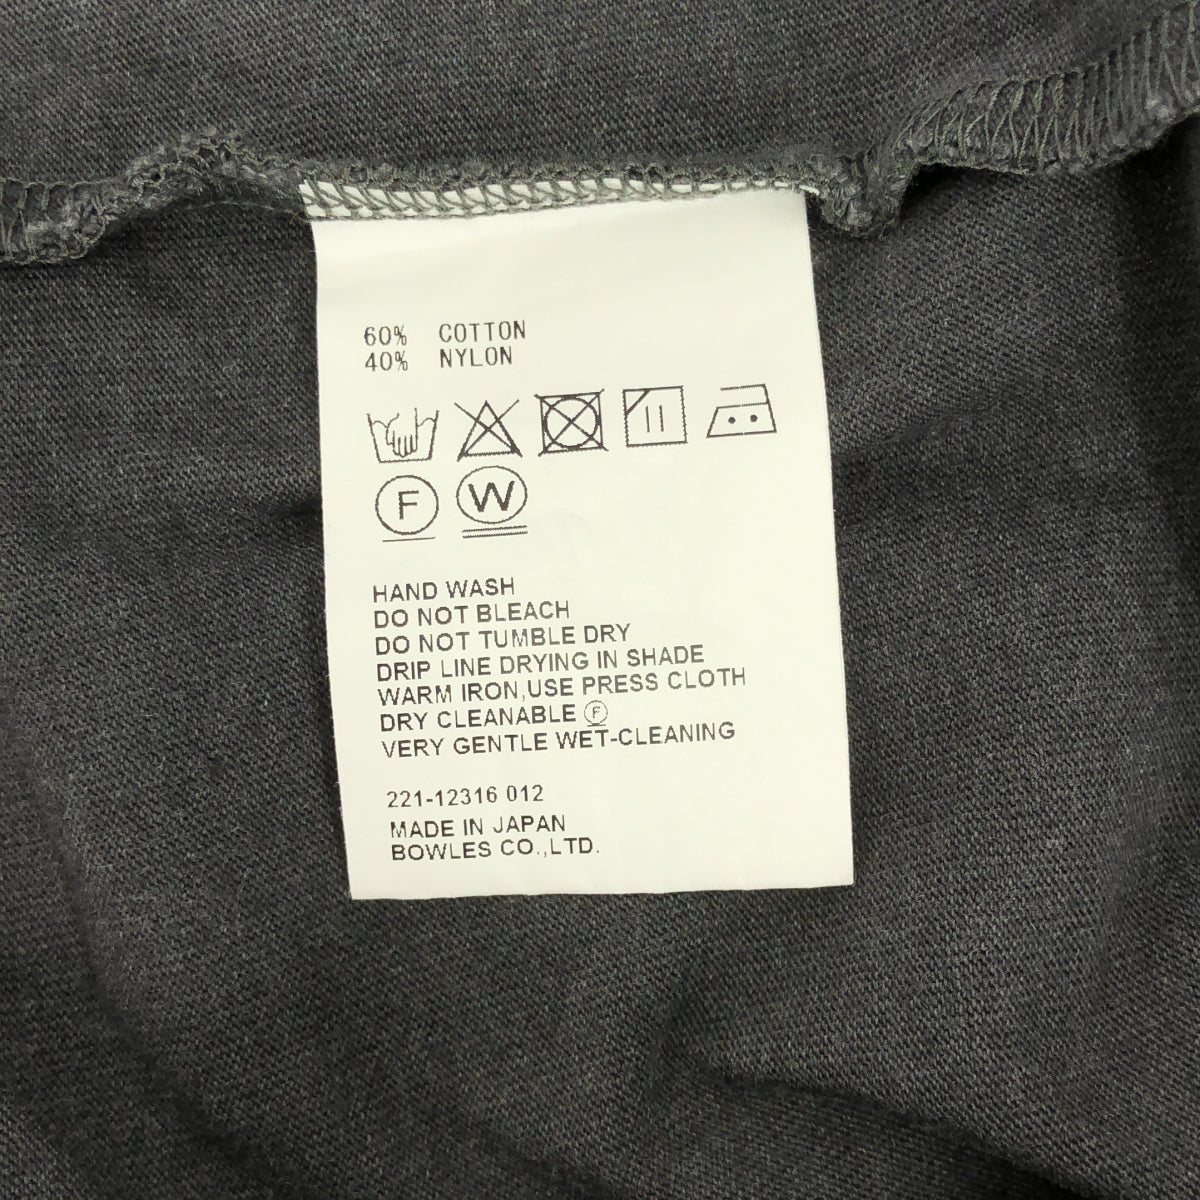 60% COTTON
40% NYLON
F W
HAND WASH
DO NOT BLEACH
DO NOT TUMBLE DRY
DRIP LINE DRYING IN SHADE
WARM IRON,USE PRESS CLOTH
DRY CLEANABLE Ⓕ
VERY GENTLE WET-CLEANING
221-12316 012
MADE IN JAPAN
BOWLES CO.,LTD.